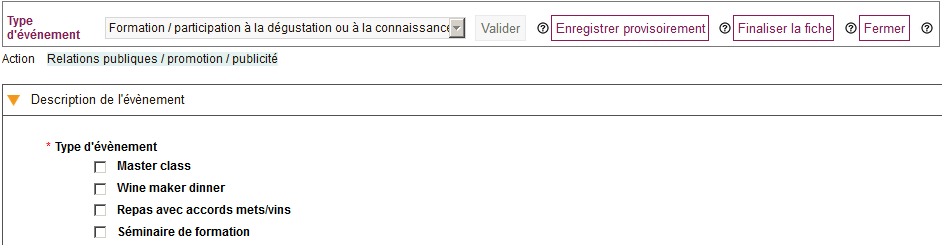 Type d'événement
Formation / participation à la dégustation ou à la connaissance
Valider
Enregistrer provisoirement
Finaliser la fiche
Fermer
Action Relations publiques / promotion / publicité
Description de l'évènement
* Type d'évènement
Master class
Wine maker dinner
Repas avec accords mets/vins
Séminaire de formation